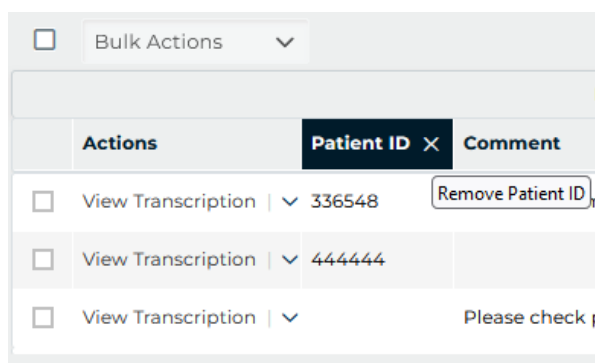 Bulk Actions
Actions Patient ID Comment
View Transcription | 336548 Remove Patient ID
View Transcription | 444444
View Transcription | Please check